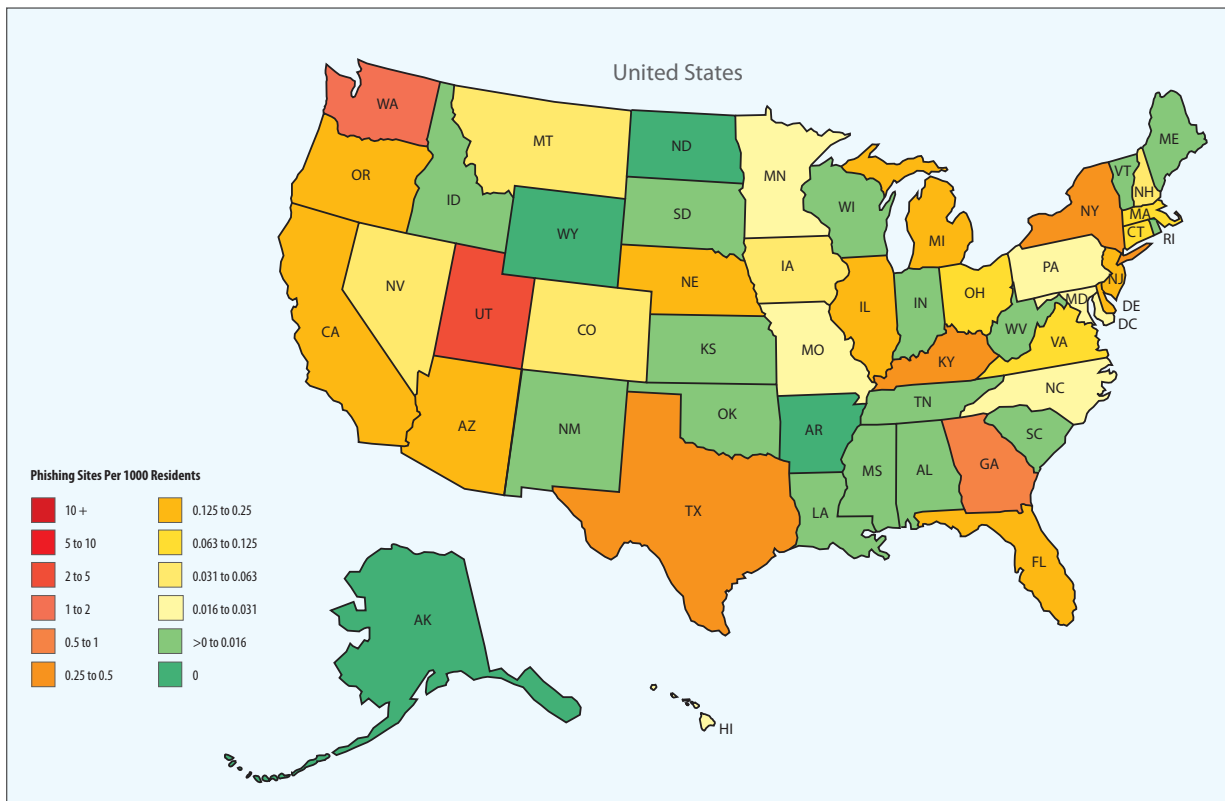 United States
WA
MT
ND
MN
ME
OR
ID
SD
WI
VT
NH
NY
MA
CT
RI
MI
WY
NV
NE
IA
PA
NJ
CA
UT
CO
IL
IN
OH
MD
DE
DC
WV
VA
KS
MO
KY
NC
AZ
NM
OK
AR
TN
SC
MS
AL
GA
TX
LA
FL
AK
HI
Phishing Sites Per 1000 Residents
10 +
5 to 10
2 to 5
1 to 2
0.5 to 1
0.25 to 0.5
0.125 to 0.25
0.063 to 0.125
0.031 to 0.063
0.016 to 0.031
>0 to 0.016
0